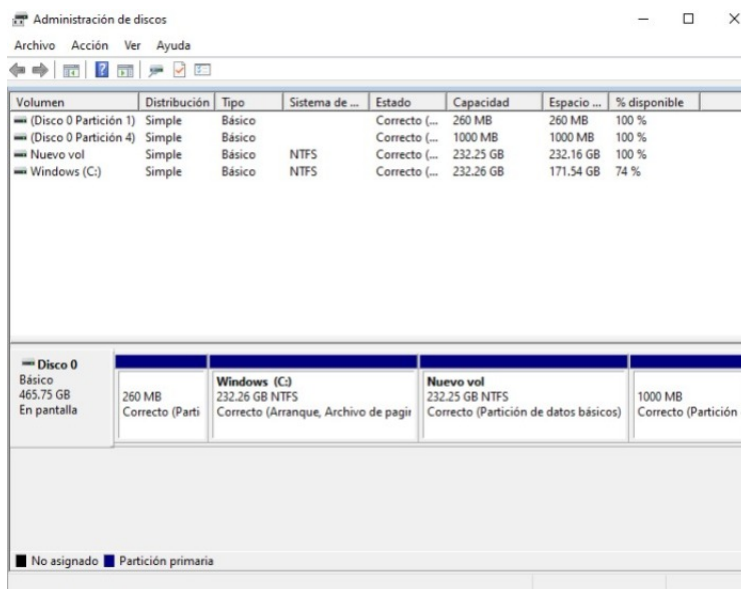 Administración de discos
Archivo Acción Ver Ayuda
Volumen Distribución Tipo Sistema de ... Estado Capacidad Espacio ... % disponible
(Disco 0 Partición 1) Simple Básico Correcto (... 260 MB 260 MB 100 %
(Disco 0 Partición 4) Simple Básico Correcto (... 1000 MB 1000 MB 100 %
Nuevo vol Simple Básico NTFS Correcto (... 232.25 GB 232.16 GB 100 %
Windows (C:) Simple Básico NTFS Correcto (... 232.26 GB 171.54 GB 74 %
Disco 0
Básico
465.75 GB
En pantalla
260 MB
Correcto (Parti
Windows (C:)
232.26 GB NTFS
Correcto (Arranque, Archivo de pagir
Nuevo vol
232.25 GB NTFS
Correcto (Partición de datos básicos)
1000 MB
Correcto (Partición
No asignado Partición primaria